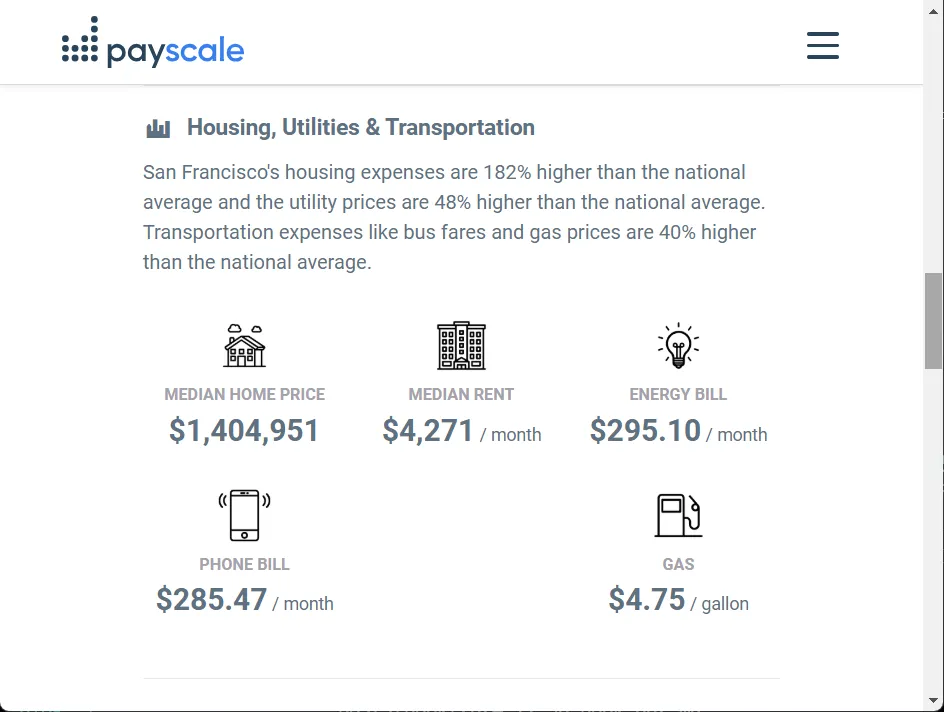 payscale
Housing, Utilities & Transportation
San Francisco's housing expenses are 182% higher than the national
average and the utility prices are 48% higher than the national average.
Transportation expenses like bus fares and gas prices are 40% higher
than the national average.
MEDIAN HOME PRICE
$1,404,951
MEDIAN RENT
$4,271 / month
ENERGY BILL
$295.10 / month
PHONE BILL
$285.47 / month
GAS
$4.75 / gallon